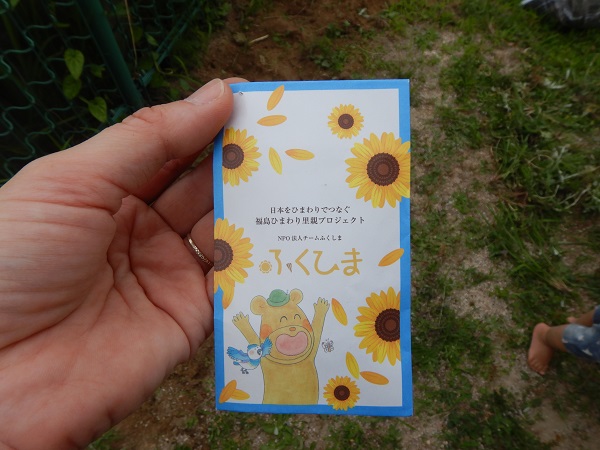 日本をひまわりでつなぐ
福島ひまわり里親プロジェクト
NPO法人チームふくしま
ふくしま